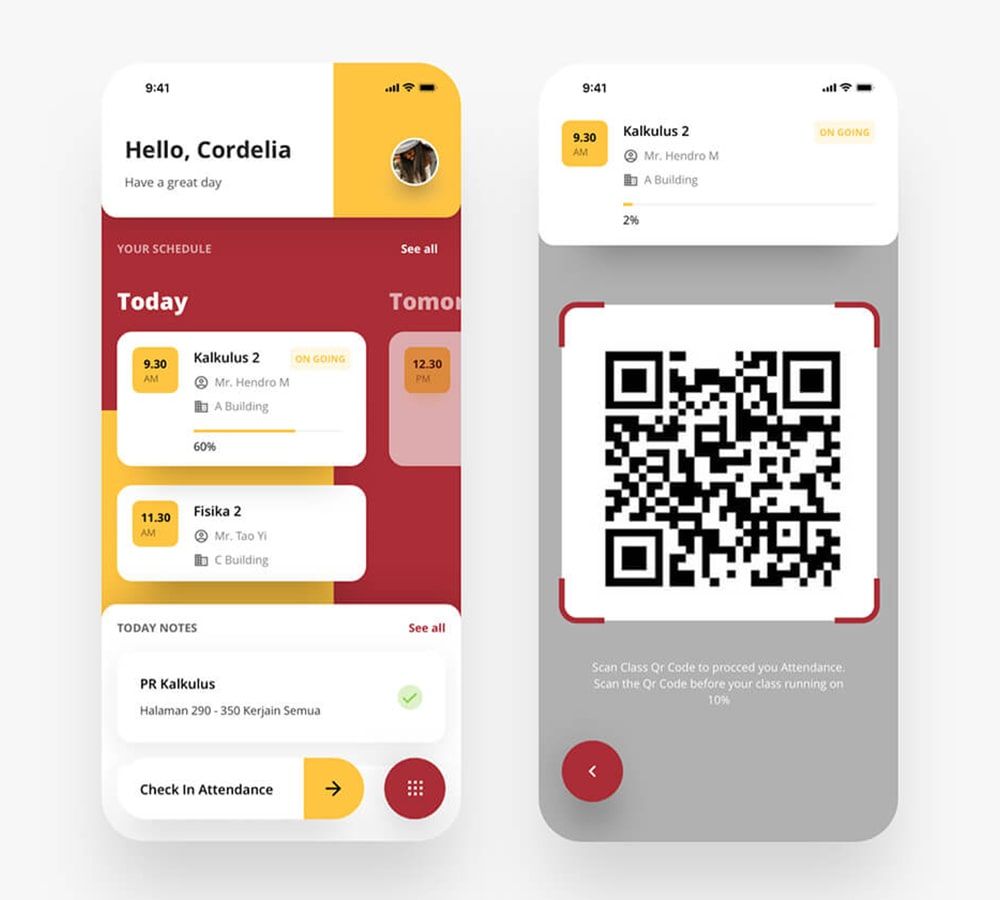 9:41
Hello, Cordelia
Have a great day
YOUR SCHEDULE
See all
Today
Tomor
9.30
AM
Kalkulus 2
ON GOING
Mr. Hendro M
A Building
60%
12.30
PM
11.30
AM
Fisika 2
Mr. Tao Yi
C Building
TODAY NOTES
See all
PR Kalkulus
Halaman 290 - 350 Kerjain Semua
Check In Attendance
9:41
9.30
AM
Kalkulus 2
ON GOING
Mr. Hendro M
A Building
2%
Scan Class Qr Code to procced you Attendance.
Scan the Qr Code before your class running on
10%